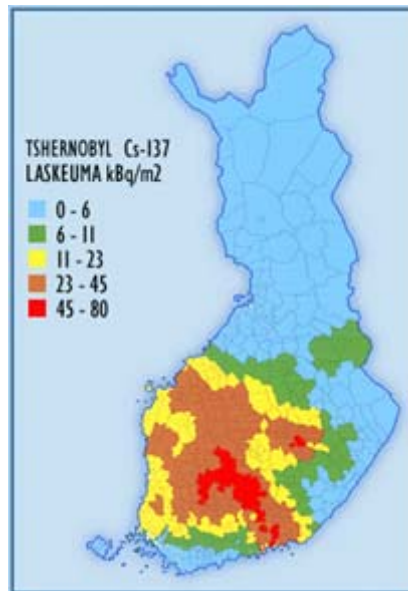 TSHERNOBYL Cs-137
LASKEUMA kBq/m2
0 - 6
6 - 11
11 - 23
23 - 45
45 - 80